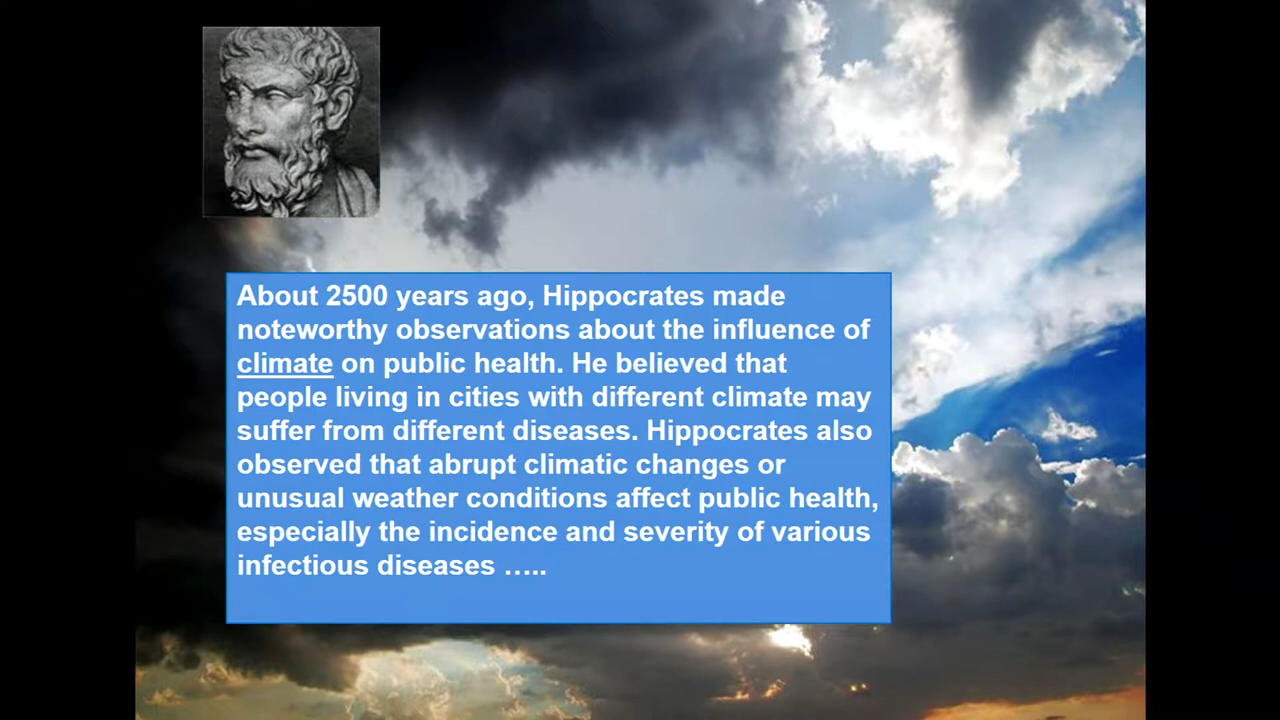 About 2500 years ago, Hippocrates made
noteworthy observations about the influence of
climate on public health. He believed that
people living in cities with different climate may
suffer from different diseases. Hippocrates also
observed that abrupt climatic changes or
unusual weather conditions affect public health,
especially the incidence and severity of various
infectious diseases …..